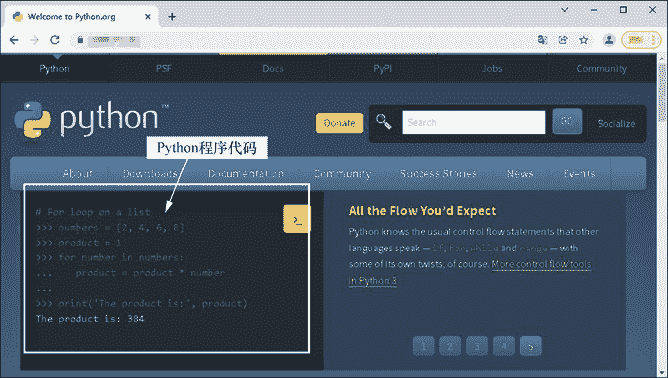 Welcome to Python.org
Python PSF Docs PyPI Jobs Community
python™
Donate
Search
GO
Socialize
Python程序代码
About Downloads Documentation Community Success Stories News Events
# For loop on a list
>>> numbers = [2, 4, 6, 8]
>>> product = 1
>>> for number in numbers:
...    product = product * number
...
>>> print('The product is:', product)
The product is: 384
>_
All the Flow You'd Expect
Python knows the usual control flow statements that other
languages speak — if, for, while and range — with
some of its own twists, of course. More control flow tools
in Python 3
1 2 3 4 5